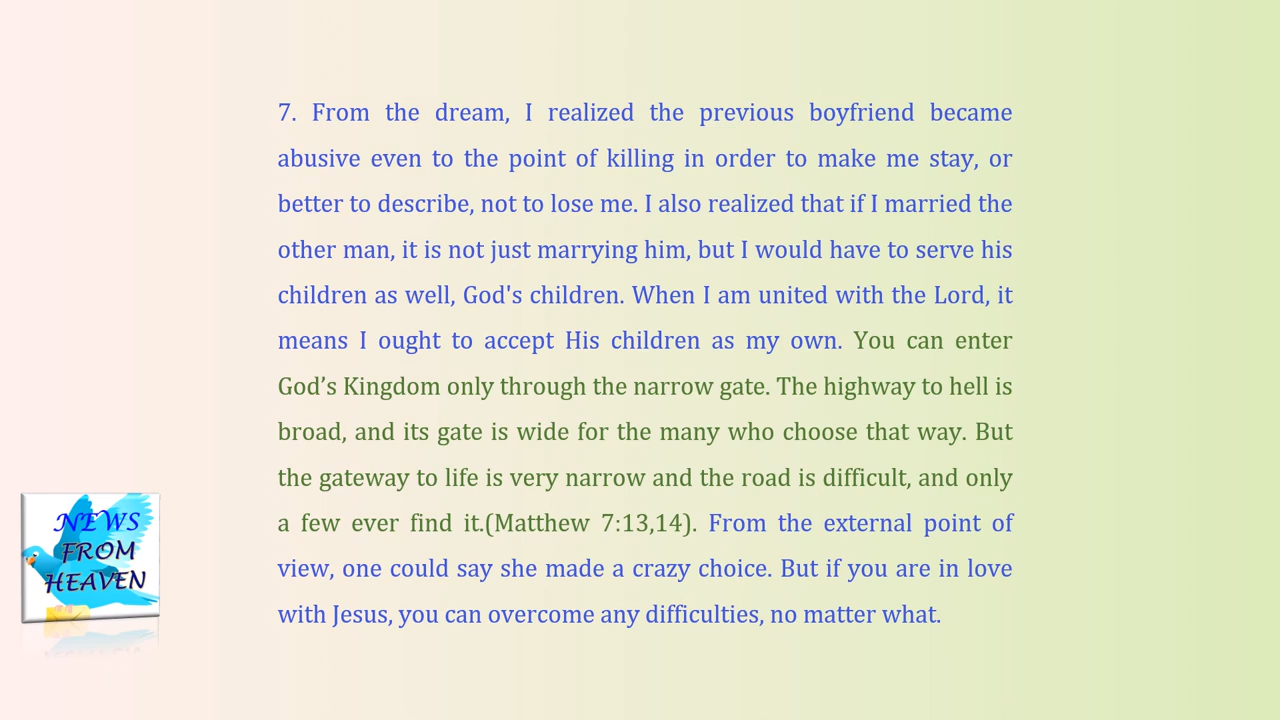 7. From the dream, I realized the previous boyfriend became
abusive even to the point of killing in order to make me stay, or
better to describe, not to lose me. I also realized that if I married the
other man, it is not just marrying him, but I would have to serve his
children as well, God's children. When I am united with the Lord, it
means I ought to accept His children as my own. You can enter
God’s Kingdom only through the narrow gate. The highway to hell is
broad, and its gate is wide for the many who choose that way. But
the gateway to life is very narrow and the road is difficult, and only
a few ever find it.(Matthew 7:13,14). From the external point of
view, one could say she made a crazy choice. But if you are in love
with Jesus, you can overcome any difficulties, no matter what.
NEWS
FROM
HEAVEN